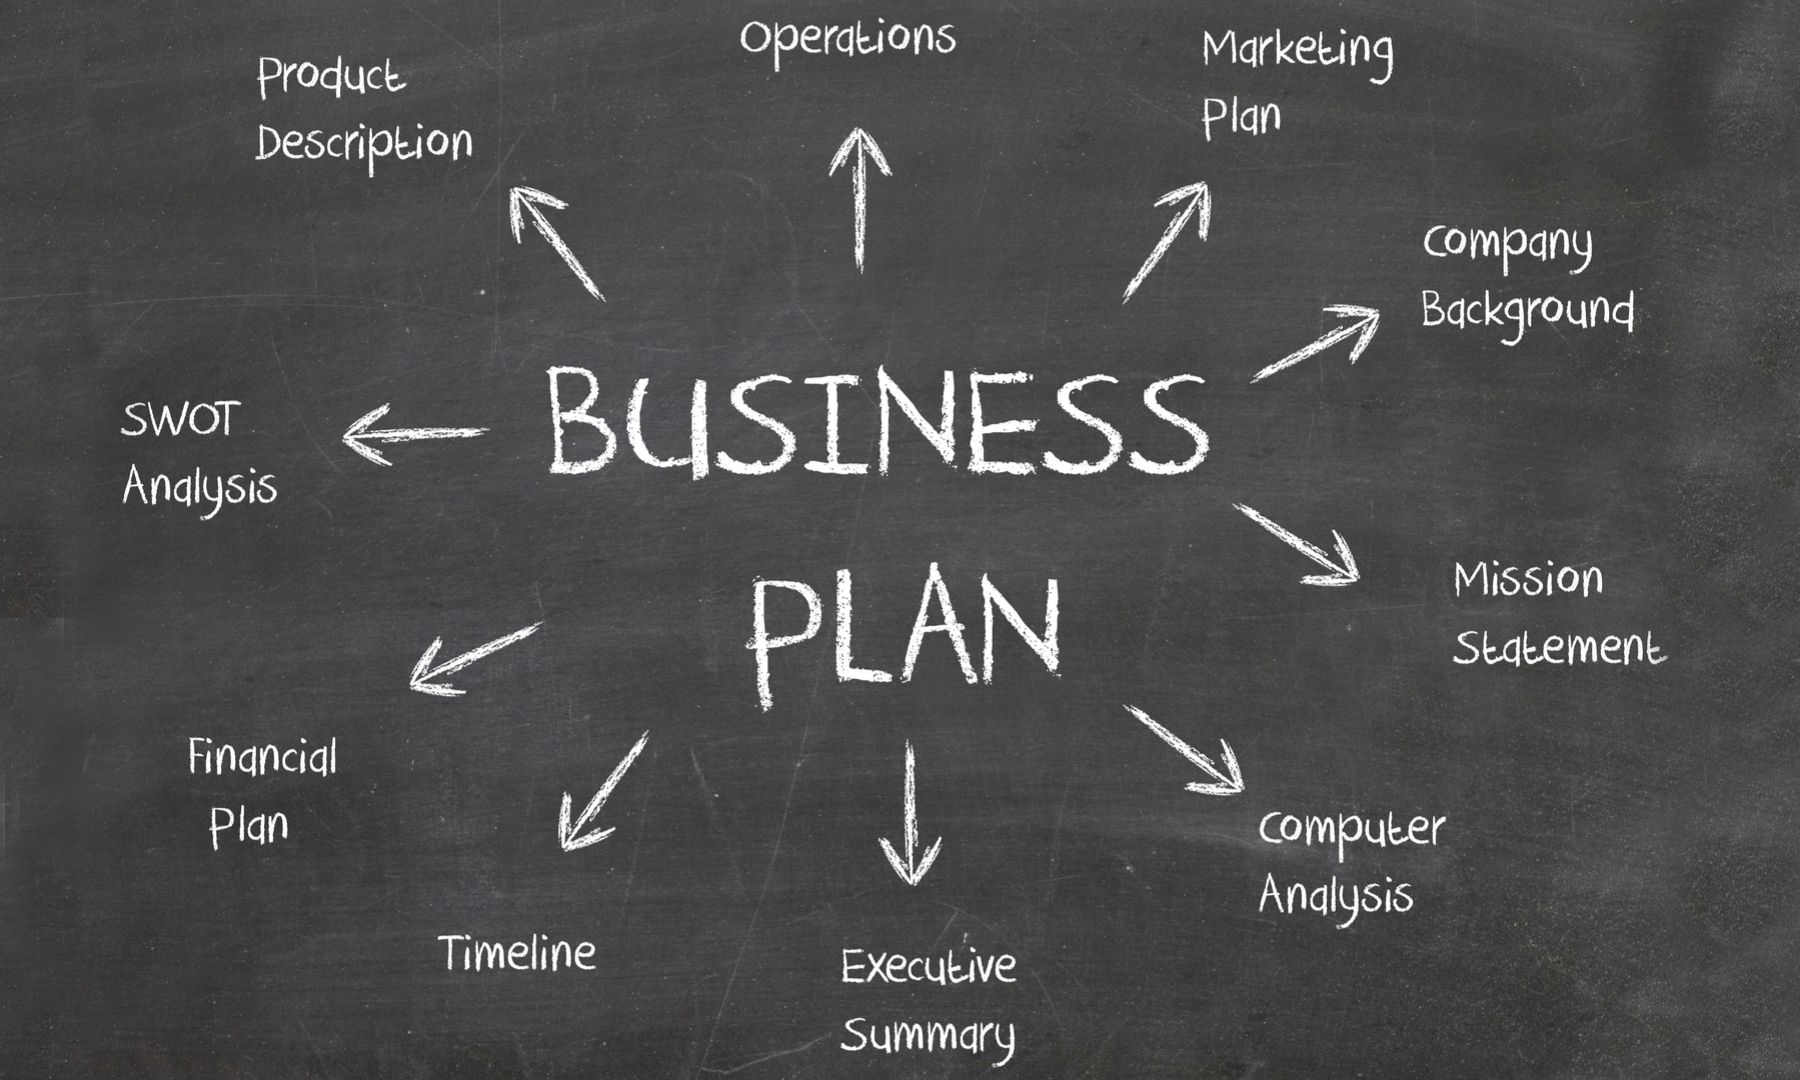 Operations
Product
Description
Marketing
Plan
Company
Background
SWOT
Analysis
BUSINESS
PLAN
Mission
Statement
Financial
Plan
Computer
Analysis
Timeline
Executive
Summary